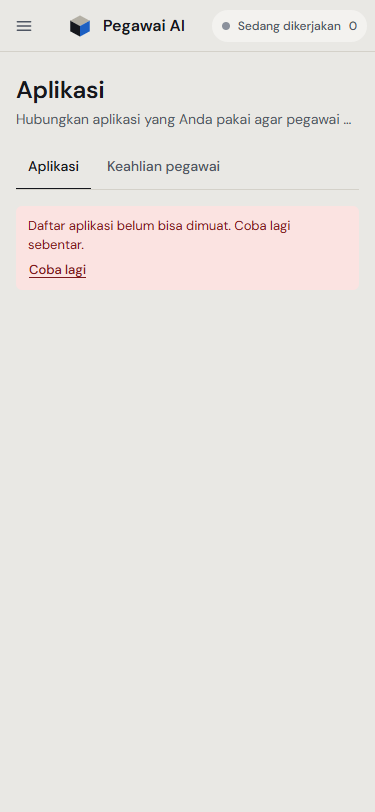 Pegawai AI
Sedang dikerjakan 0
Aplikasi
Hubungkan aplikasi yang Anda pakai agar pegawai ...
Aplikasi
Keahlian pegawai
Daftar aplikasi belum bisa dimuat. Coba lagi
sebentar.
Coba lagi